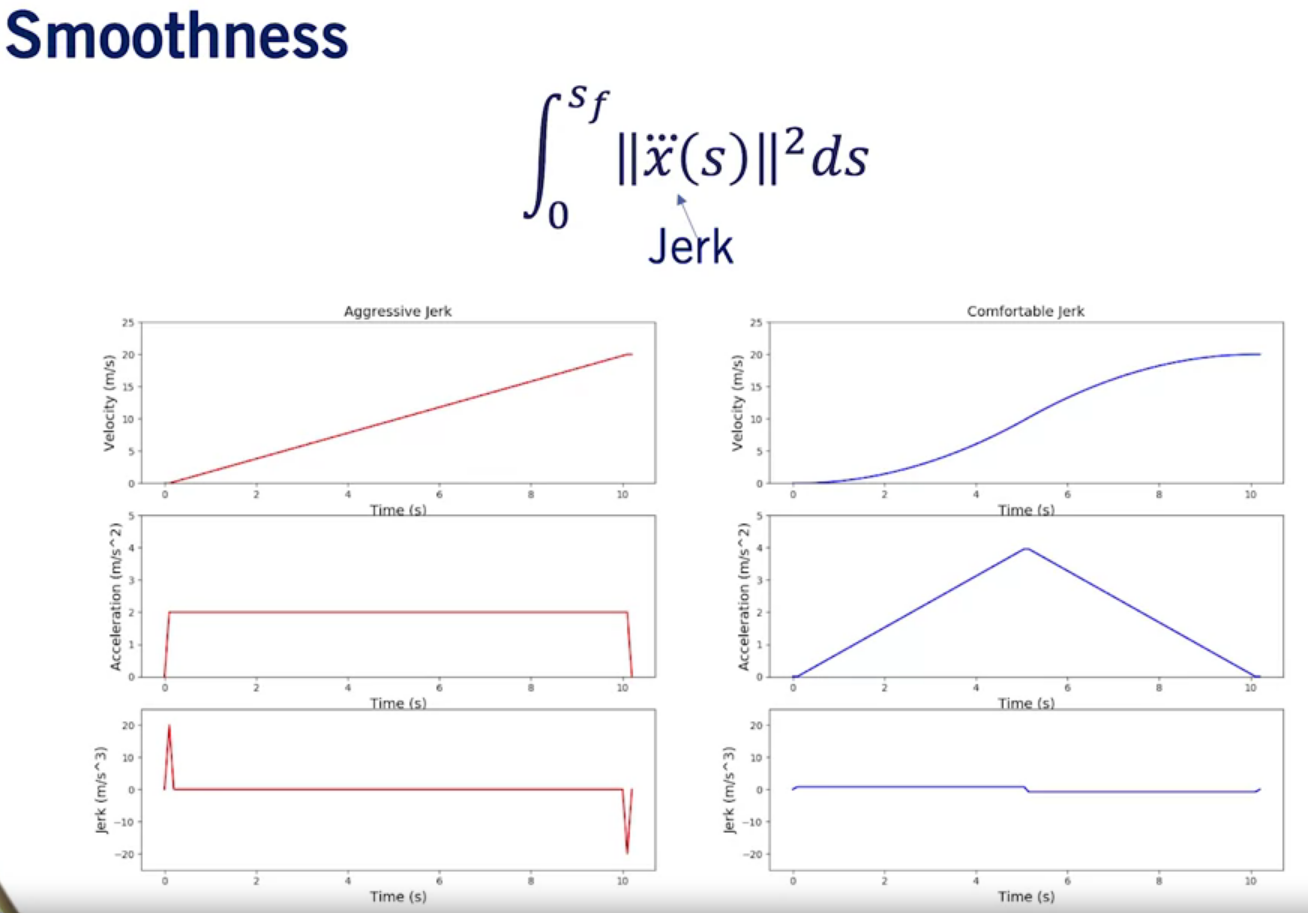 Smoothness
∫₀^{s_f} ‖x⃛(s)‖² ds
Jerk
Aggressive Jerk
25
20
15
10
5
0
Velocity (m/s)
0 2 4 6 8 10
Time (s)
5
4
3
2
1
0
Acceleration (m/s^2)
0 2 4 6 8 10
Time (s)
20
10
0
−10
−20
Jerk (m/s^3)
0 2 4 6 8 10
Time (s)
Comfortable Jerk
25
20
15
10
5
0
Velocity (m/s)
0 2 4 6 8 10
Time (s)
5
4
3
2
1
0
Acceleration (m/s^2)
0 2 4 6 8 10
Time (s)
20
10
0
−10
−20
Jerk (m/s^3)
0 2 4 6 8 10
Time (s)